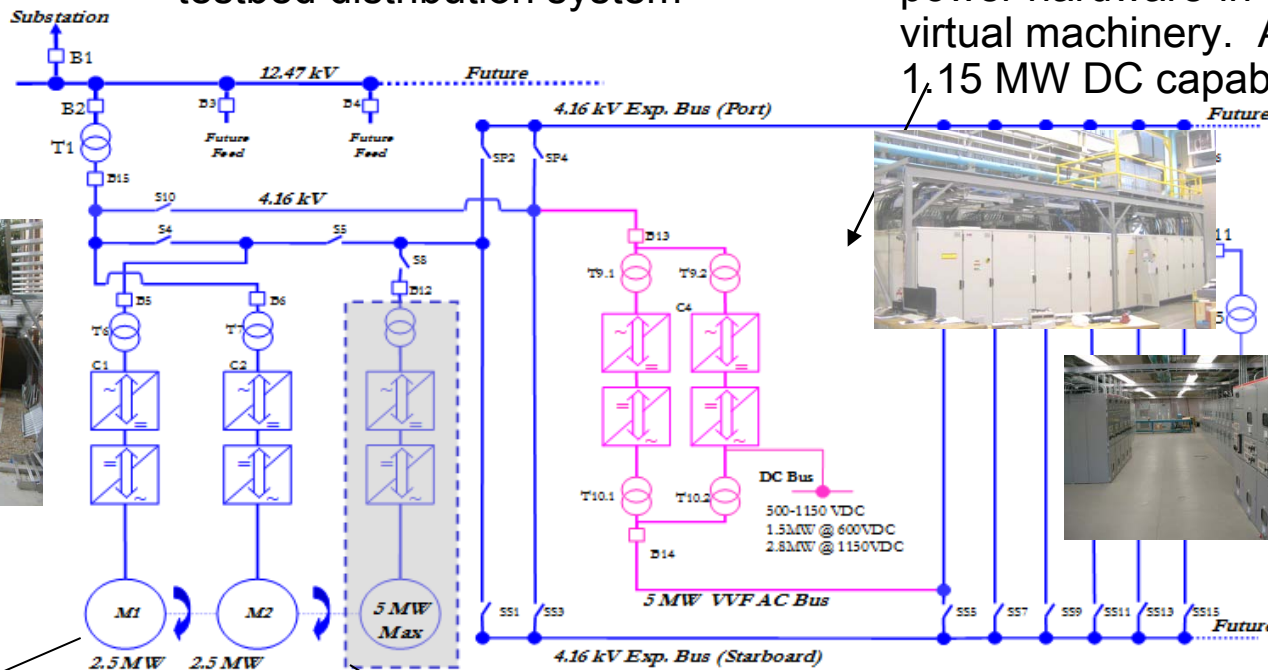 testbed distribution system
power hardware in
virtual machinery. A
1.15 MW DC capab
Substation
B1
12.47 kV
Future
B2
B3
B4
Future
Feed
Future
Feed
4.16 kV Exp. Bus (Port)
Future
T1
B15
SP2
SP4
S10
4.16 kV
S4
S5
S8
B13
11
B5
B6
B12
T9.1
T9.2
5
T6
T7
C4
C1
C2
~
=
~
=
~
=
~
=
~
=
=
~
=
~
=
~
=
~
=
~
T10.1
T10.2
DC Bus
500-1150 VDC
1.5MW @ 600VDC
2.8MW @ 1150VDC
B14
5 MW VVF AC Bus
M1
M2
5 MW
Max
SS1
SS3
SS5
SS7
SS9
SS11
SS13
SS15
Future
2.5 MW
2.5 MW
4.16 kV Exp. Bus (Starboard)